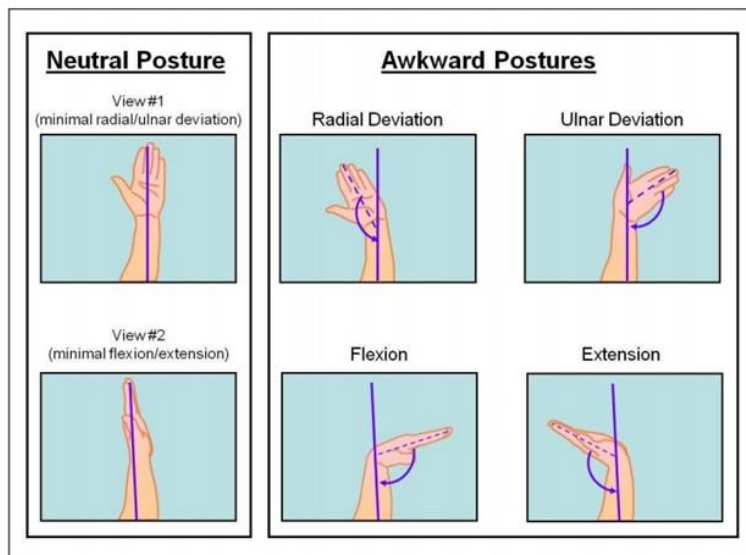 Neutral Posture
View #1
(minimal radial/ulnar deviation)
View #2
(minimal flexion/extension)
Awkward Postures
Radial Deviation
Ulnar Deviation
Flexion
Extension